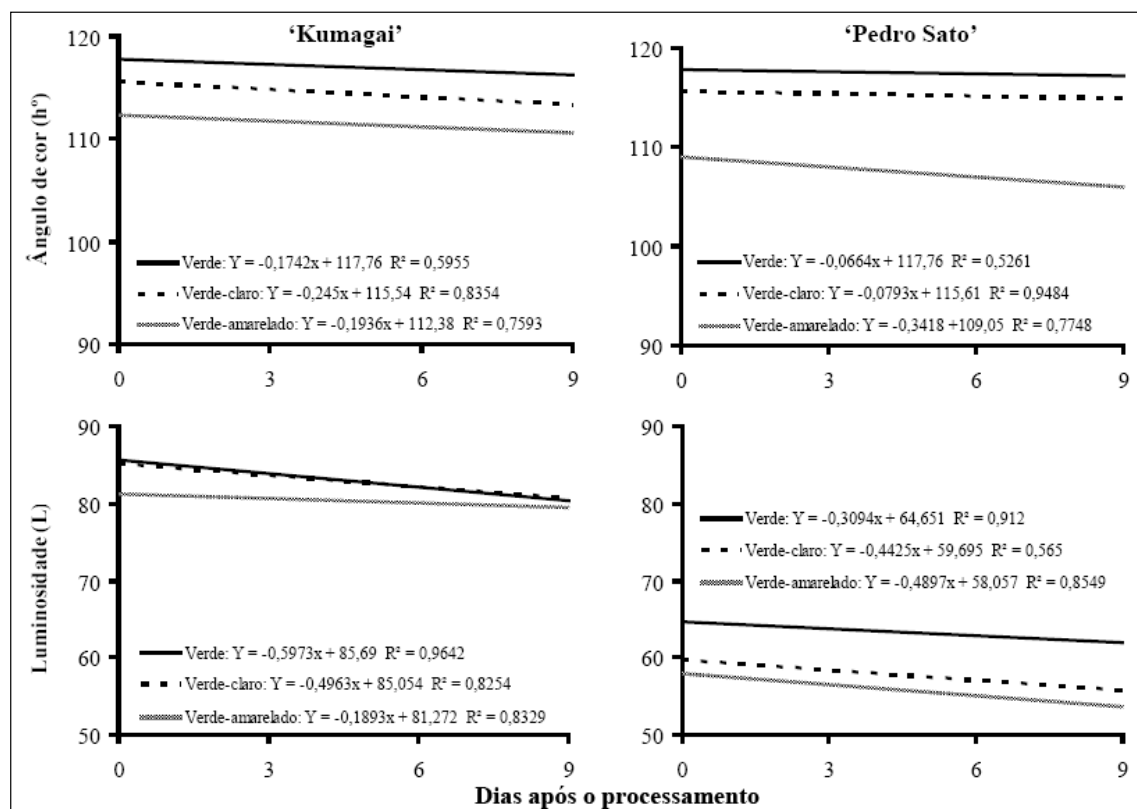 ‘Kumagai’
‘Pedro Sato’
Ângulo de cor (hº)
120
110
100
90
Verde: Y = -0,1742x + 117,76 R² = 0,5955
Verde-claro: Y = -0,245x + 115,54 R² = 0,8354
Verde-amarelado: Y = -0,1936x + 112,38 R² = 0,7593
0 3 6 9
120
110
100
90
Verde: Y = -0,0664x + 117,76 R² = 0,5261
Verde-claro: Y = -0,0793x + 115,61 R² = 0,9484
Verde-amarelado: Y = -0,3418x +109,05 R² = 0,7748
0 3 6 9
Luminosidade (L)
90
80
70
60
50
Verde: Y = -0,5973x + 85,69 R² = 0,9642
Verde-claro: Y = -0,4963x + 85,054 R² = 0,8254
Verde-amarelado: Y = -0,1893x + 81,272 R² = 0,8329
0 3 6 9
90
80
70
60
50
Verde: Y = -0,3094x + 64,651 R² = 0,912
Verde-claro: Y = -0,4425x + 59,695 R² = 0,565
Verde-amarelado: Y = -0,4897x + 58,057 R² = 0,8549
0 3 6 9
Dias após o processamento